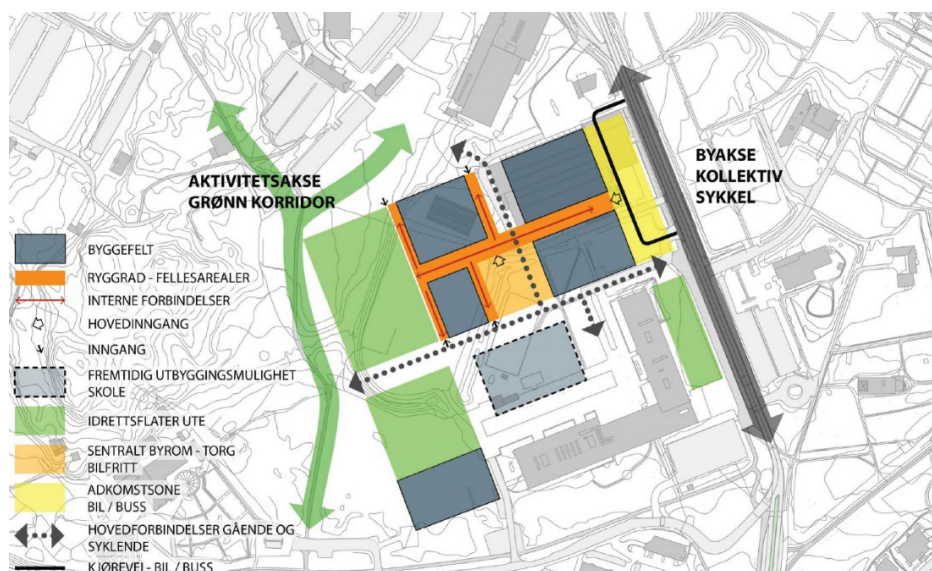 AKTIVITETSAKSE
GRØNN KORRIDOR
BYAKSE
KOLLEKTIV
SYKKEL
BYGGEFELT
RYGGRAD - FELLESAREALER
INTERNE FORBINDELSER
HOVEDINNGANG
INNGANG
FREMTIDIG UTBYGGINGSMULIGHET
SKOLE
IDRETTSFLATER UTE
SENTRALT BYROM - TORG
BILFRITT
ADKOMSTSONE
BIL / BUSS
HOVEDFORBINDELSER GÅENDE OG
SYKLENDE
KJØREVEI - BIL / BUSS